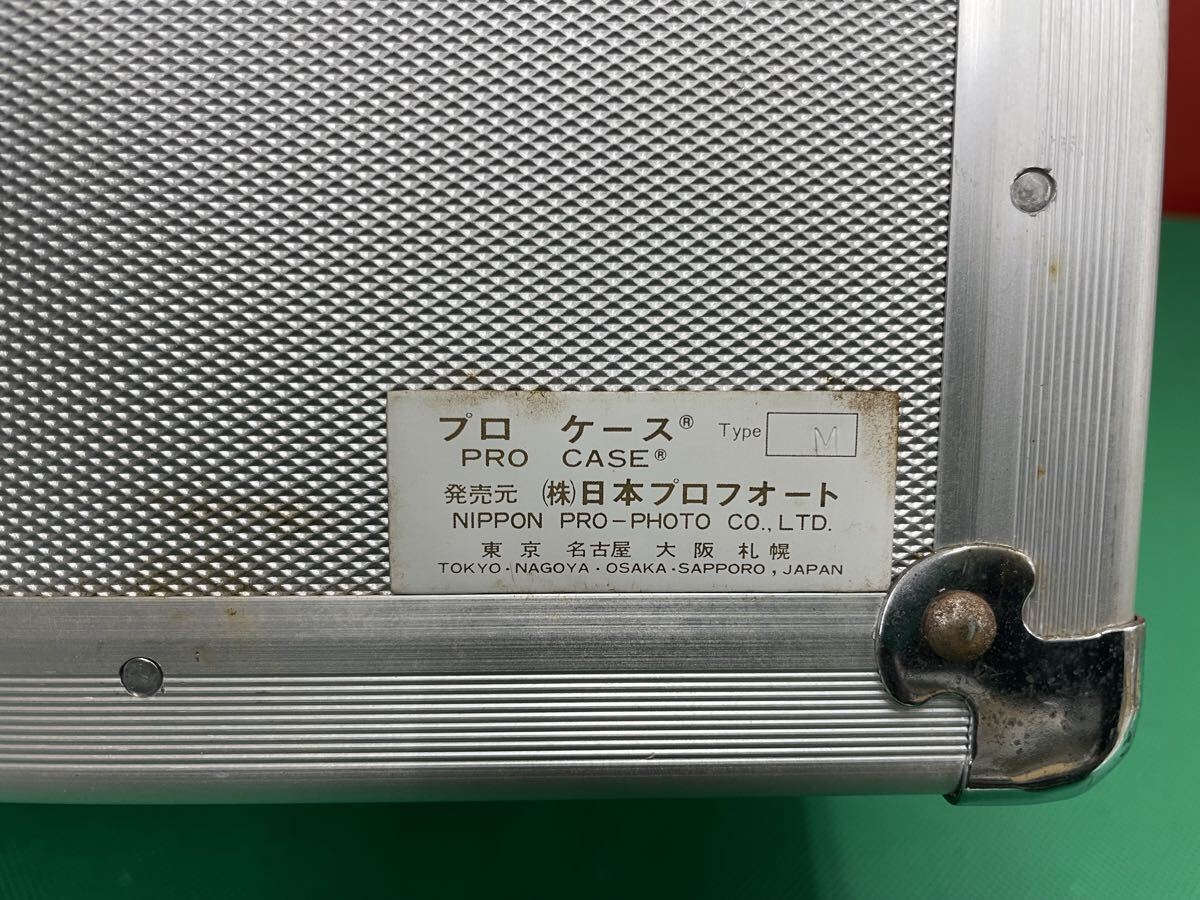 プロ ケース® Type M
PRO CASE®
発売元 (株)日本プロフオート
NIPPON PRO-PHOTO CO., LTD.
東京 名古屋 大阪 札幌
TOKYO・NAGOYA・OSAKA・SAPPORO, JAPAN